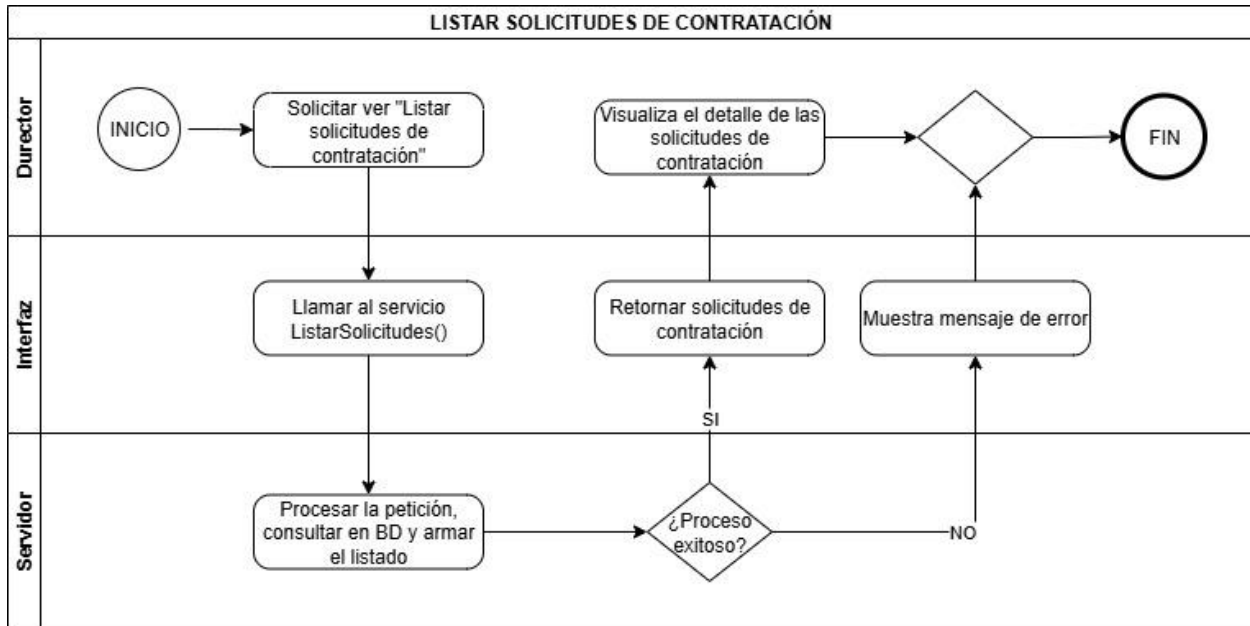 LISTAR SOLICITUDES DE CONTRATACIÓN
Durector
INICIO
Solicitar ver "Listar
solicitudes de
contratación"
Visualiza el detalle de las
solicitudes de
contratación
FIN
Interfaz
Llamar al servicio
ListarSolicitudes()
Retornar solicitudes de
contratación
Muestra mensaje de error
SI
Servidor
Procesar la petición,
consultar en BD y armar
el listado
¿Proceso
exitoso?
NO